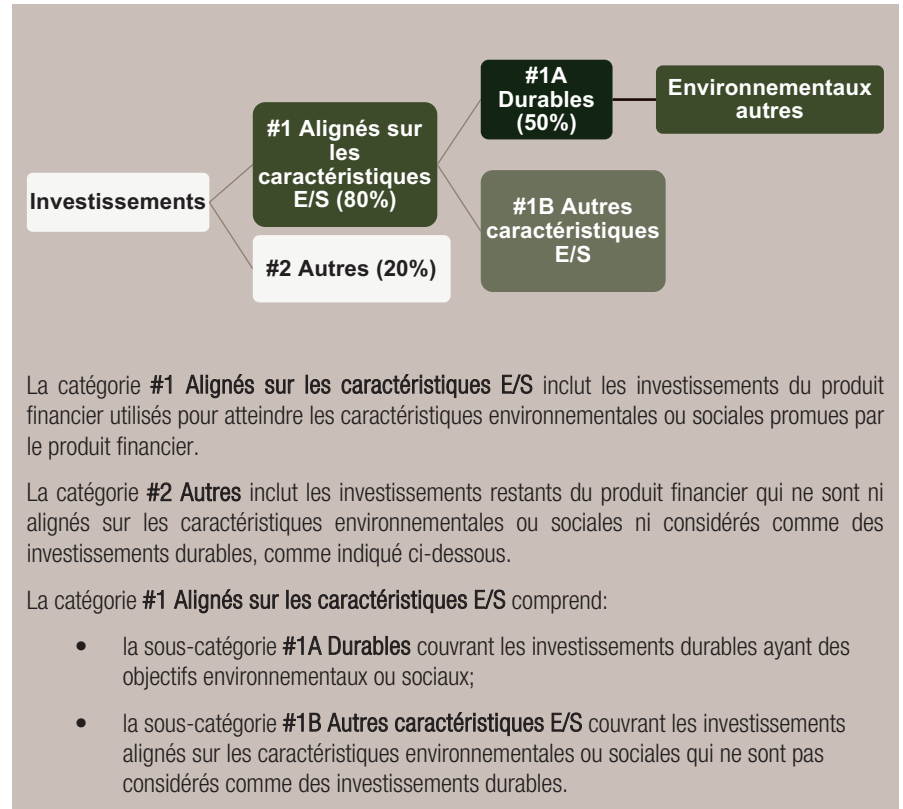 Investissements
#1 Alignés sur
les
caractéristiques
E/S (80%)
#2 Autres (20%)
#1A
Durables
(50%)
Environnementaux
autres
#1B Autres
caractéristiques
E/S
La catégorie #1 Alignés sur les caractéristiques E/S inclut les investissements du produit
financier utilisés pour atteindre les caractéristiques environnementales ou sociales promues par
le produit financier.
La catégorie #2 Autres inclut les investissements restants du produit financier qui ne sont ni
alignés sur les caractéristiques environnementales ou sociales ni considérés comme des
investissements durables, comme indiqué ci-dessous.
La catégorie #1 Alignés sur les caractéristiques E/S comprend:
• la sous-catégorie #1A Durables couvrant les investissements durables ayant des
objectifs environnementaux ou sociaux;
• la sous-catégorie #1B Autres caractéristiques E/S couvrant les investissements
alignés sur les caractéristiques environnementales ou sociales qui ne sont pas
considérés comme des investissements durables.